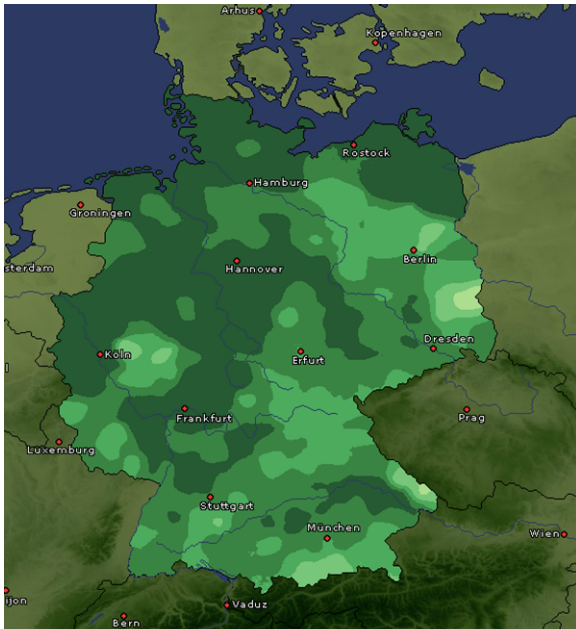 Arhus
Kopenhagen
Rostock
Hamburg
Groningen
sterdam
Hannover
Berlin
Dresden
Köln
Erfurt
l
Frankfurt
Prag
Luxemburg
Stuttgart
München
Wien
ijon
Vaduz
Bern